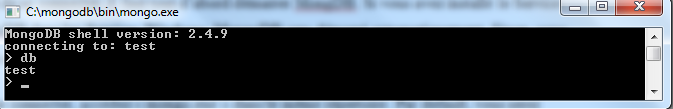 C:\mongodb\bin\mongo.exe
MongoDB shell version: 2.4.9
connecting to: test
> db
test
> _